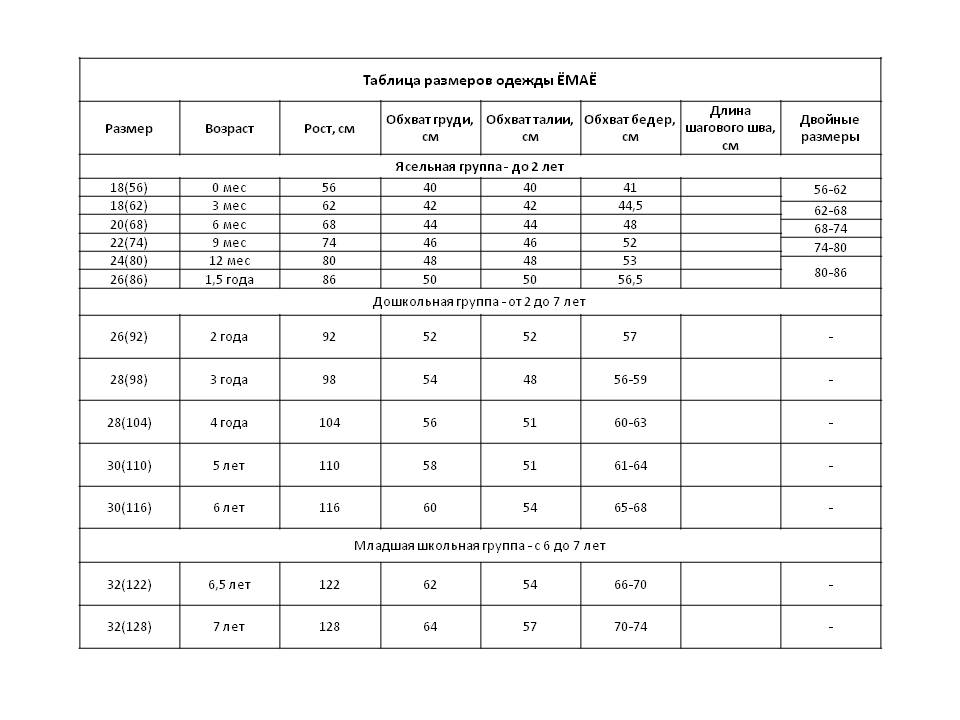 Таблица размеров одежды ЁМАЁ
Размер Возраст Рост, см Обхват груди, см Обхват талии, см Обхват бедер, см Длина шагового шва, см Двойные размеры
Ясельная группа - до 2 лет
18(56) 0 мес 56 40 40 41 56-62
18(62) 3 мес 62 42 42 44,5 62-68
20(68) 6 мес 68 44 44 48 68-74
22(74) 9 мес 74 46 46 52 74-80
24(80) 12 мес 80 48 48 53 80-86
26(86) 1,5 года 86 50 50 56,5
Дошкольная группа - от 2 до 7 лет
26(92) 2 года 92 52 52 57 -
28(98) 3 года 98 54 48 56-59 -
28(104) 4 года 104 56 51 60-63 -
30(110) 5 лет 110 58 51 61-64 -
30(116) 6 лет 116 60 54 65-68 -
Младшая школьная группа - с 6 до 7 лет
32(122) 6,5 лет 122 62 54 66-70 -
32(128) 7 лет 128 64 57 70-74 -